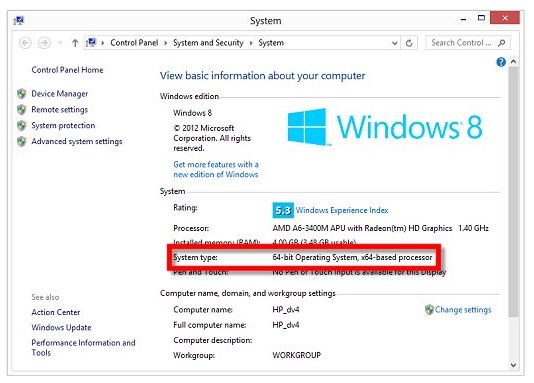 System
Control Panel
System and Security
System
Search Control ...
Control Panel Home
Device Manager
Remote settings
System protection
Advanced system settings
See also
Action Center
Windows Update
Performance Information and
Tools
View basic information about your computer
Windows edition
Windows 8
© 2012 Microsoft
Corporation. All rights
reserved.
Get more features with a
new edition of Windows
Windows 8
System
Rating: 5.3 Windows Experience Index
Processor: AMD A6-3400M APU with Radeon(tm) HD Graphics 1.40 GHz
Installed memory (RAM): 4.00 GB (3.48 GB usable)
System type: 64-bit Operating System, x64-based processor
Pen and Touch: No Pen or Touch Input is available for this Display
Computer name, domain, and workgroup settings
Computer name: HP_dv4 Change settings
Full computer name: HP_dv4
Computer description:
Workgroup: WORKGROUP